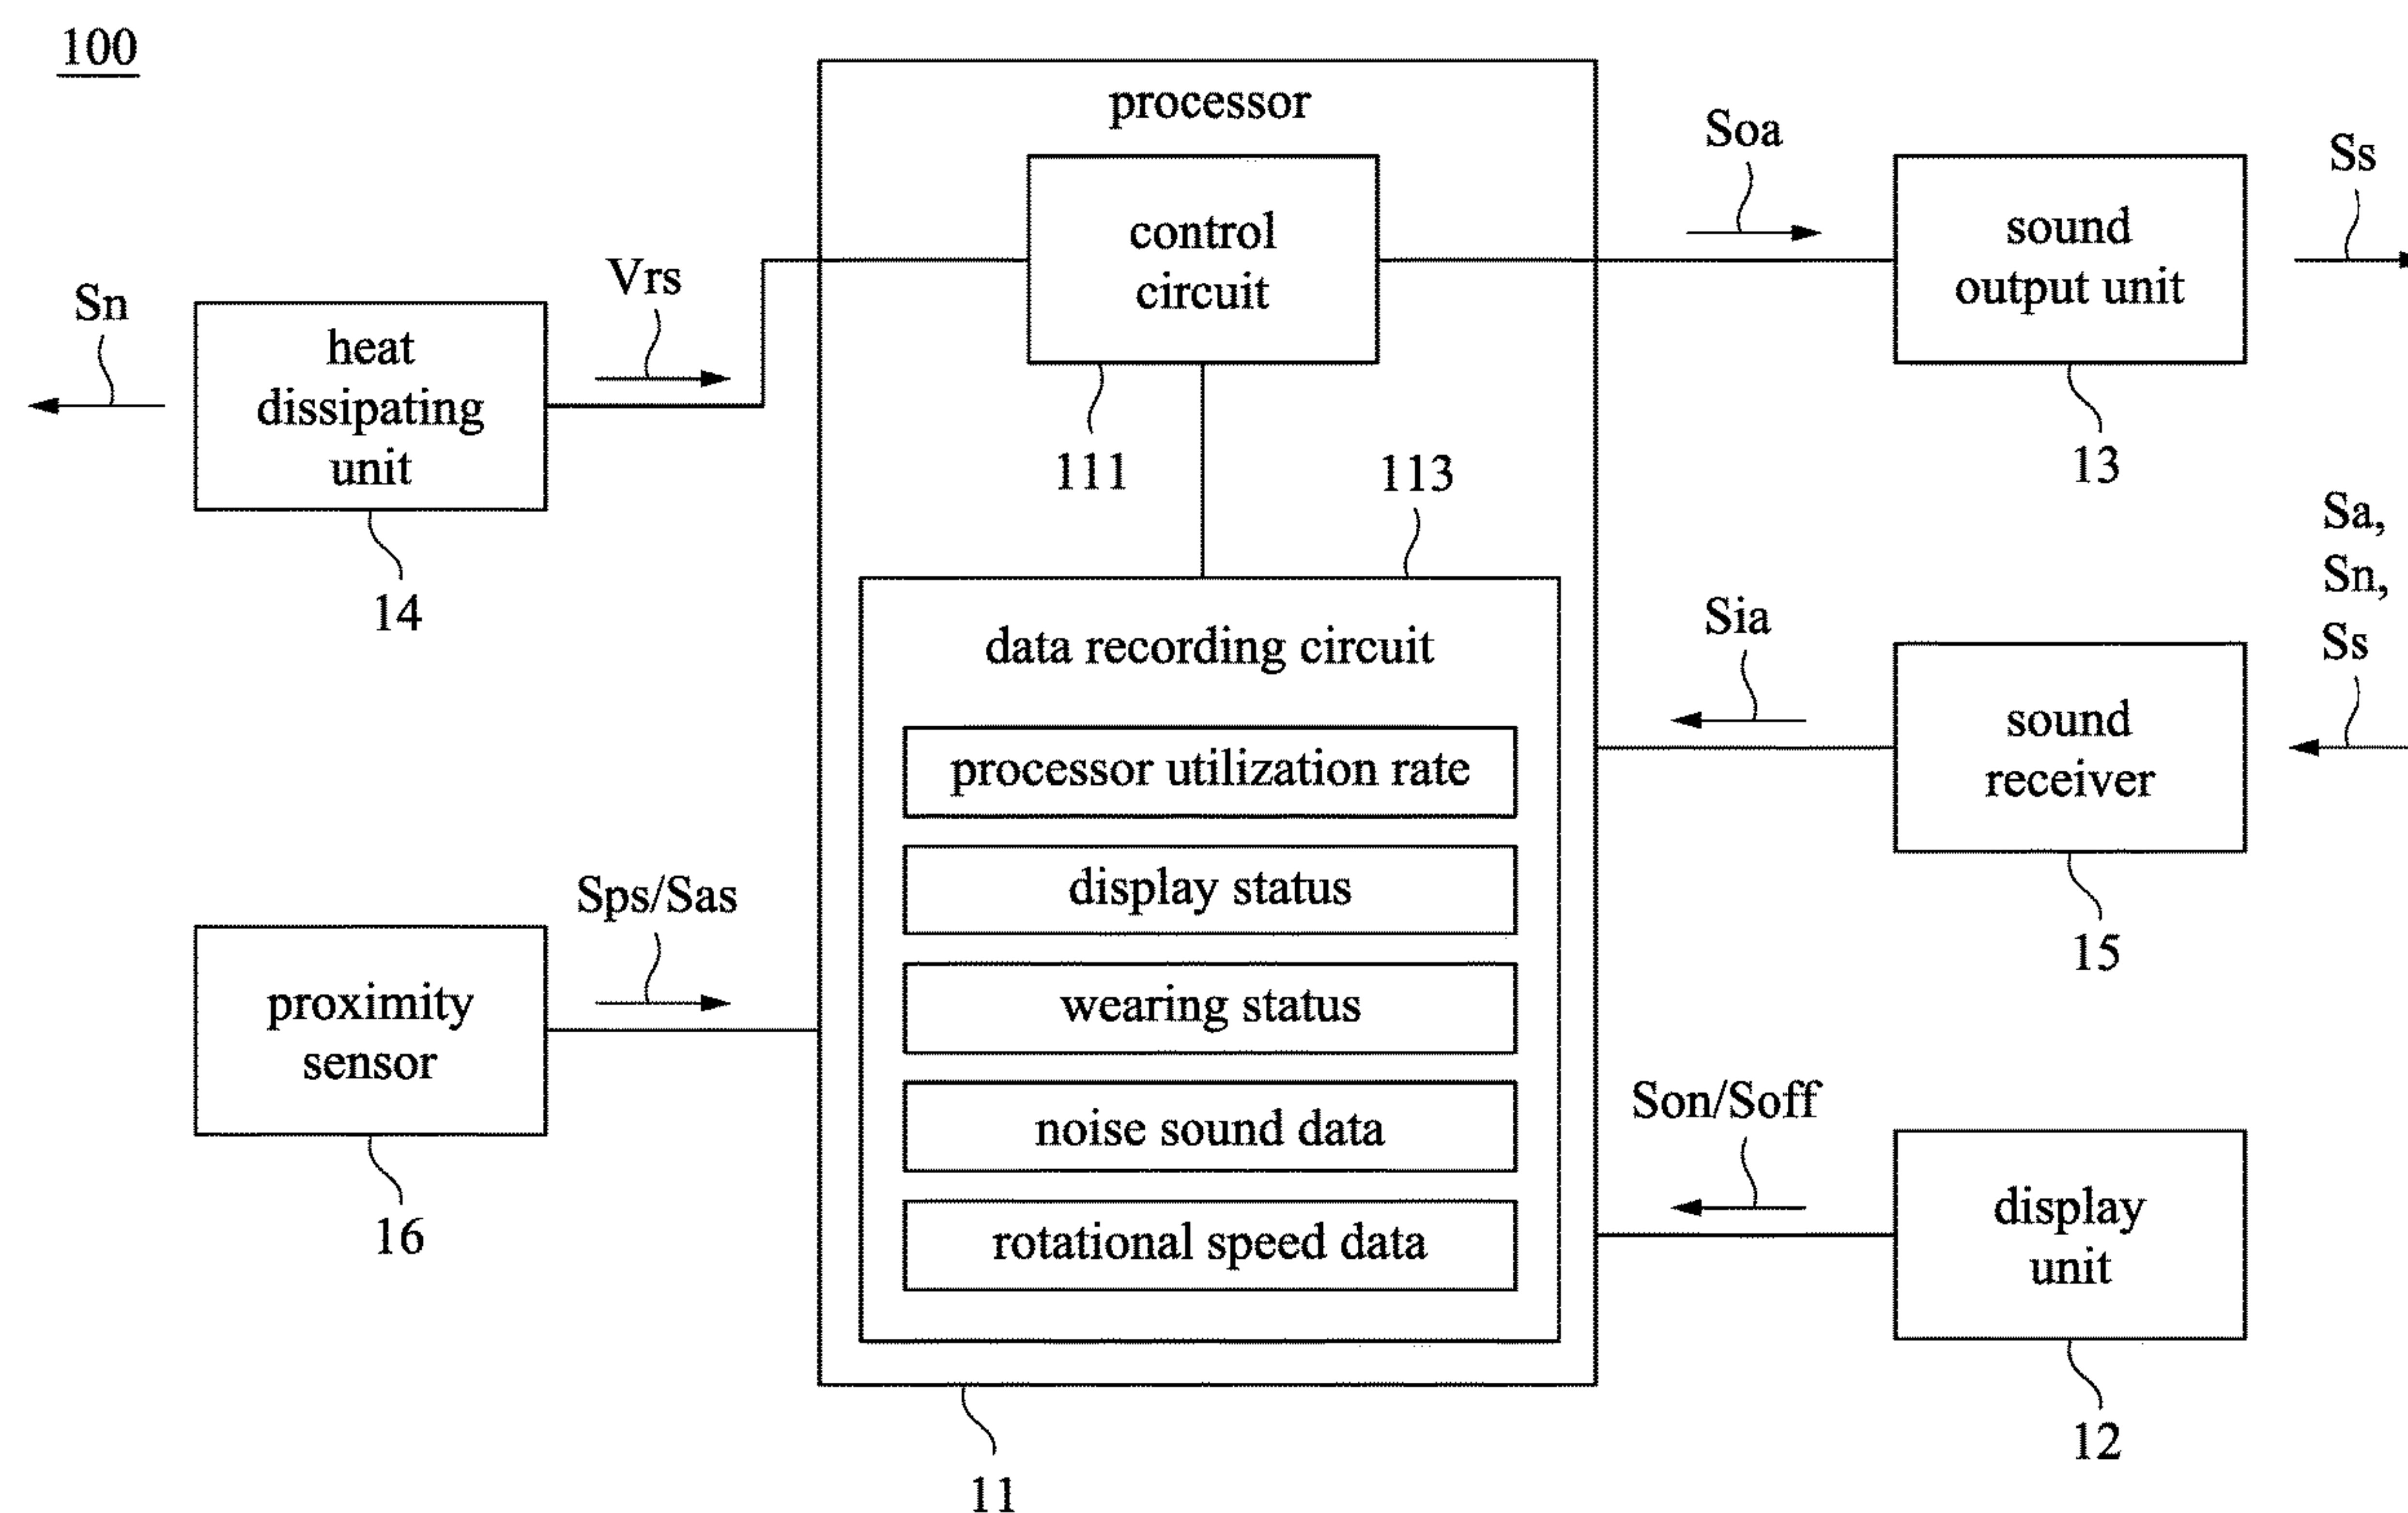 100
processor
control
circuit
111
113
data recording circuit
processor utilization rate
display status
wearing status
noise sound data
rotational speed data
11
Sn
heat
dissipating
unit
14
Vrs
proximity
sensor
16
Sps/Sas
Soa
sound
output unit
13
Ss
Sia
sound
receiver
15
Sa,
Sn,
Ss
Son/Soff
display
unit
12